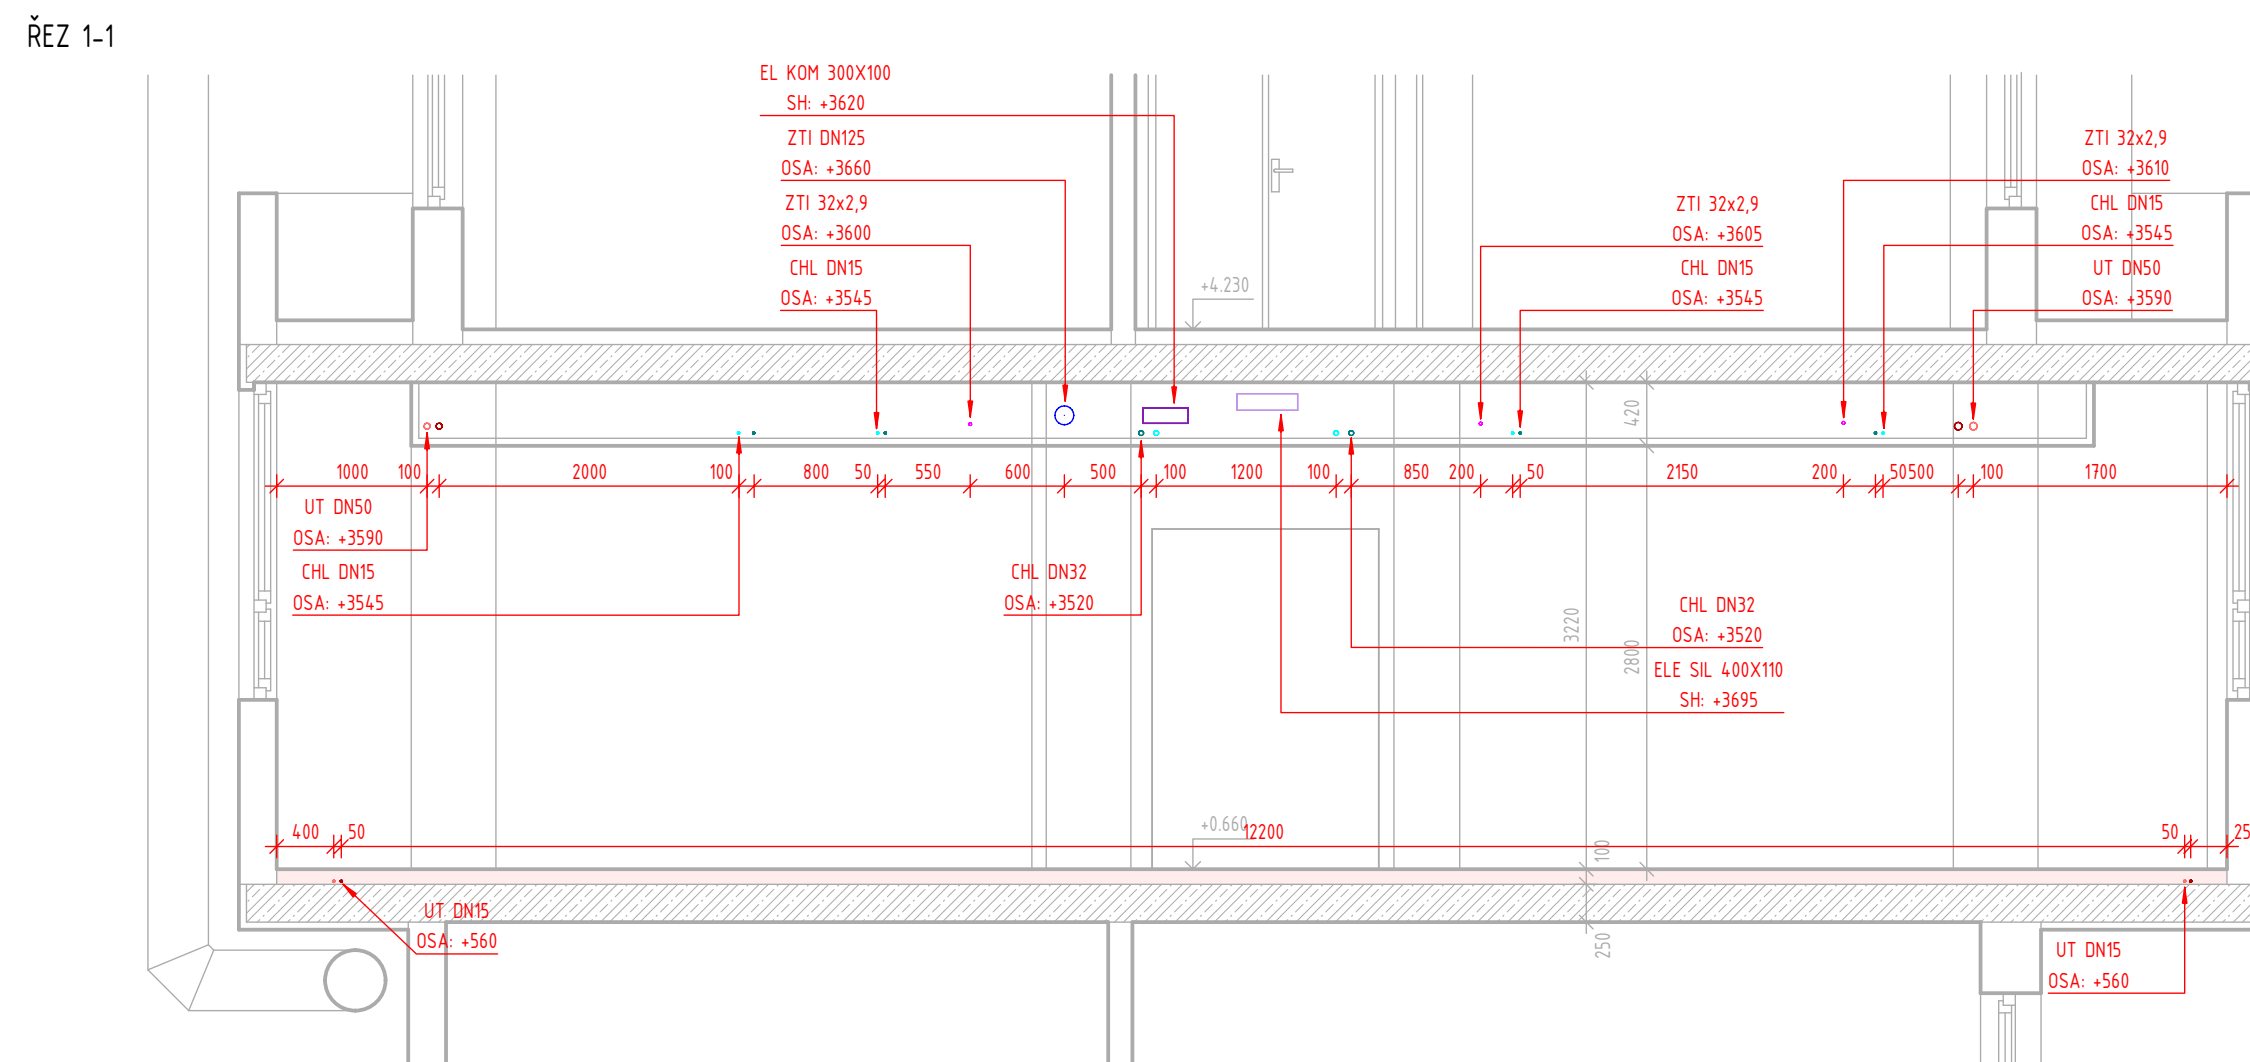 ŘEZ 1-1
EL KOM 300X100
SH: +3620
ZTI DN125
OSA: +3660
ZTI 32x2,9
OSA: +3600
CHL DN15
OSA: +3545
ZTI 32x2,9
OSA: +3605
CHL DN15
OSA: +3545
ZTI 32x2,9
OSA: +3610
CHL DN15
OSA: +3545
UT DN50
OSA: +3590
+4.230
420
1000 100 2000 100 800 50 550 600 500 100 1200 100 850 200 50 2150 200 50 500 100 1700
UT DN50
OSA: +3590
CHL DN15
OSA: +3545
CHL DN32
OSA: +3520
CHL DN32
OSA: +3520
ELE SIL 400X110
SH: +3695
3220
2800
+0.660
400 50 12200 50 25
100
250
UT DN15
OSA: +560
UT DN15
OSA: +560